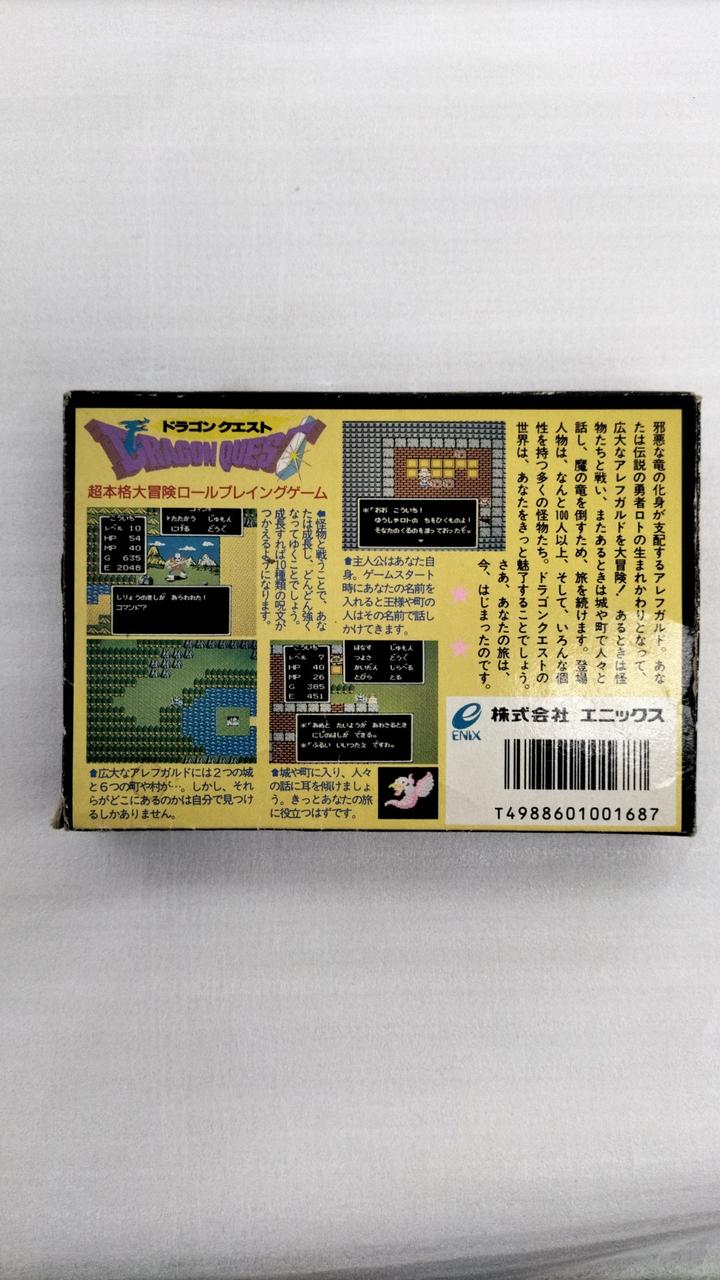 ドラゴンクエスト
DRAGON QUEST
超本格大冒険ロールプレイングゲーム
こういち
レベル 10
HP 54
MP 40
G 635
E 2048
コマンド
たたかう じゅもん
にげる どうぐ
しりょうのきしが あらわれた!
コマンド?
⬆怪物と戦うことで、あな
たは成長し、どんどん強く
なってゆくことでしょう。
成長すれば10種類の呪文が
つかえるようになります。
*「おお こういち!
ゆうしゃロトの ちをひくものよ!
そなたのくるのをまっておったぞ。
⬆主人公はあなた自
身。ゲームスタート
時にあなたの名前を
入れると王様や町の
人はその名前で話し
かけてきます。
邪悪な竜の化身が支配するアレフガルド。あな
たは伝説の勇者ロトの生まれかわりとなって、
広大なアレフガルドを大冒険! あるときは怪
物たちと戦い、またあるときは城や町で人々と
話し、魔の竜を倒すため、旅を続けます。登場
人物は、なんと100人以上、そして、いろんな個
性を持つ多くの怪物たち。ドラゴンクエストの
世界は、あなたをきっと魅了することでしょう。
さあ、あなたの旅は、
今、はじまったのです。
⬆広大なアレフガルドには2つの城
と6つの町や村が…。しかし、それ
らがどこにあるのかは自分で見つけ
るしかありません。
こういち
レベル 7
HP 40
MP 26
G 385
E 451
はなす じゅもん
つよさ どうぐ
かいだん しらべる
とびら とる
*「あめと たいようが あわさるとき
にじのはしが できる。
*「ふるい いいつたえ ですわ。
⬆城や町に入り、人々
の話に耳を傾けましょ
う。きっとあなたの旅
に役立つはずです。
ENIX
株式会社 エニックス
T4988601001687